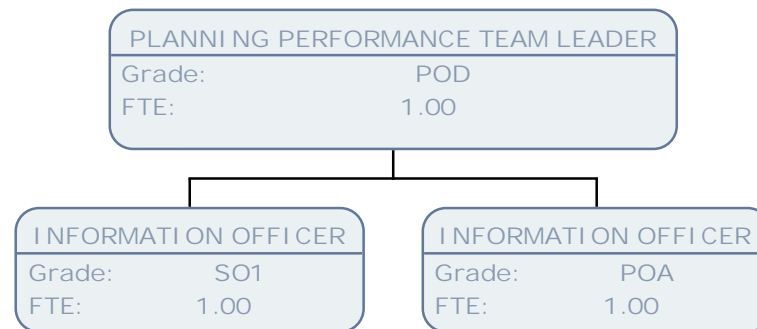 PLANNING PERFORMANCE TEAM LEADER
Grade: POD
FTE: 1.00
INFORMATION OFFICER
Grade: SO1
FTE: 1.00
INFORMATION OFFICER
Grade: POA
FTE: 1.00